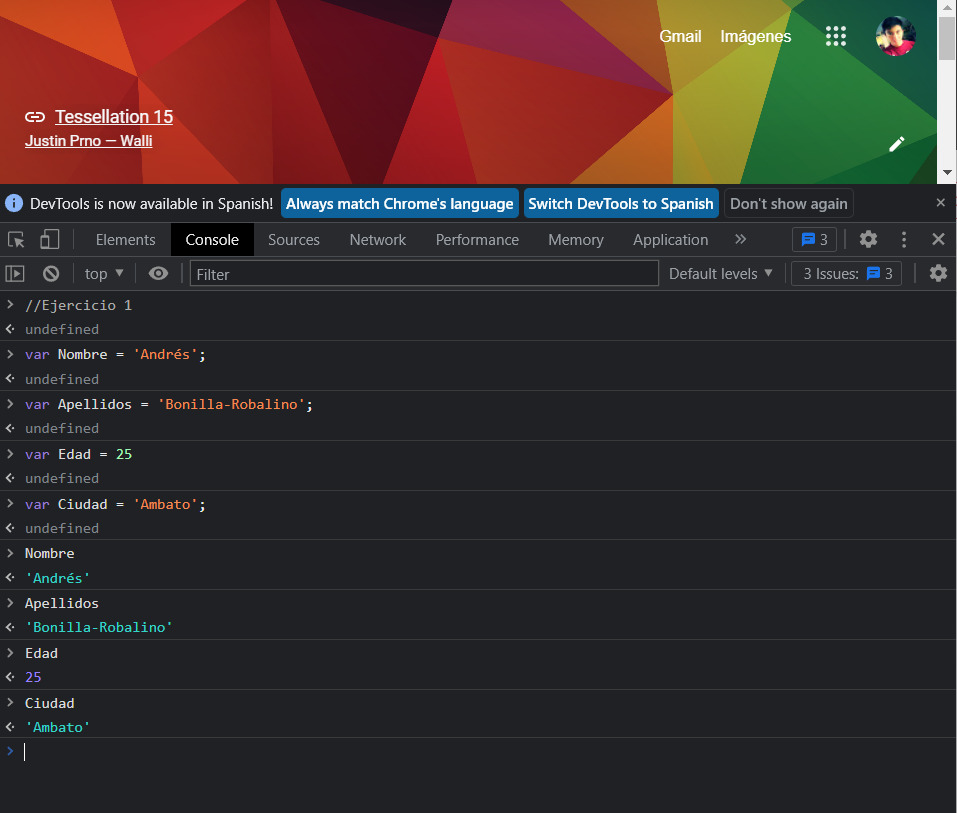 Gmail Imágenes
Tessellation 15
Justin Prno — Walli
DevTools is now available in Spanish! Always match Chrome's language Switch DevTools to Spanish Don't show again
Elements Console Sources Network Performance Memory Application 3
top Filter Default levels 3 Issues: 3
//Ejercicio 1
undefined
var Nombre = 'Andrés';
undefined
var Apellidos = 'Bonilla-Robalino';
undefined
var Edad = 25
undefined
var Ciudad = 'Ambato';
undefined
Nombre
'Andrés'
Apellidos
'Bonilla-Robalino'
Edad
25
Ciudad
'Ambato'